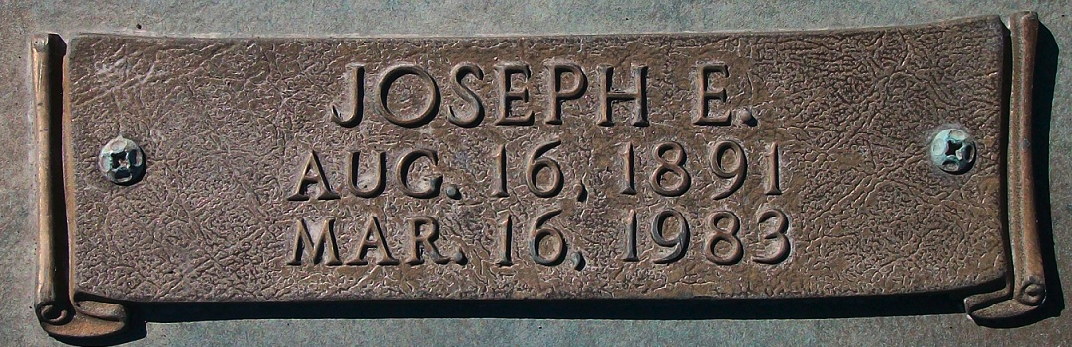 JOSEPH E.
AUG. 16, 1891
MAR. 16, 1983